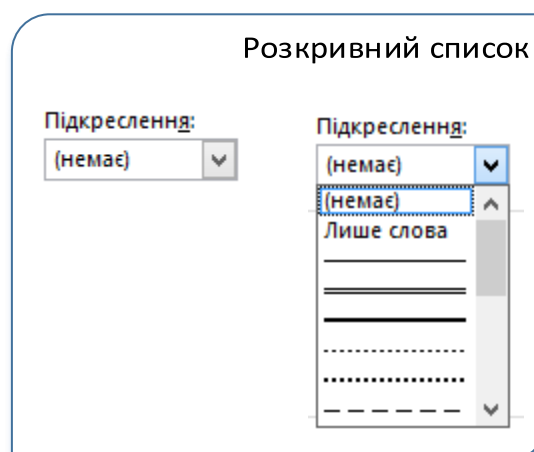 Розкривний список
Підкреслення:
(немає)
Підкреслення:
(немає)
(немає)
Лише слова